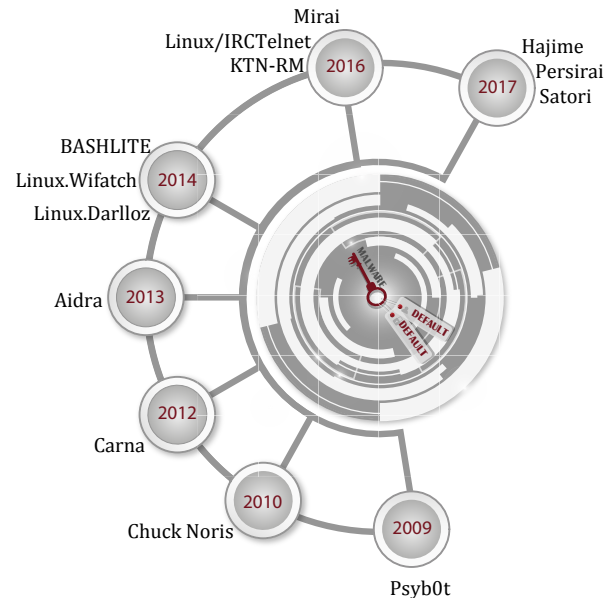 Mirai
Linux/IRCTelnet
KTN-RM
2016
Hajime
Persirai
Satori
2017
BASHLITE
Linux.Wifatch
Linux.Darlloz
2014
Aidra
2013
Carna
2012
Chuck Noris
2010
Psyb0t
2009
MALWARE
DEFAULT
DEFAULT